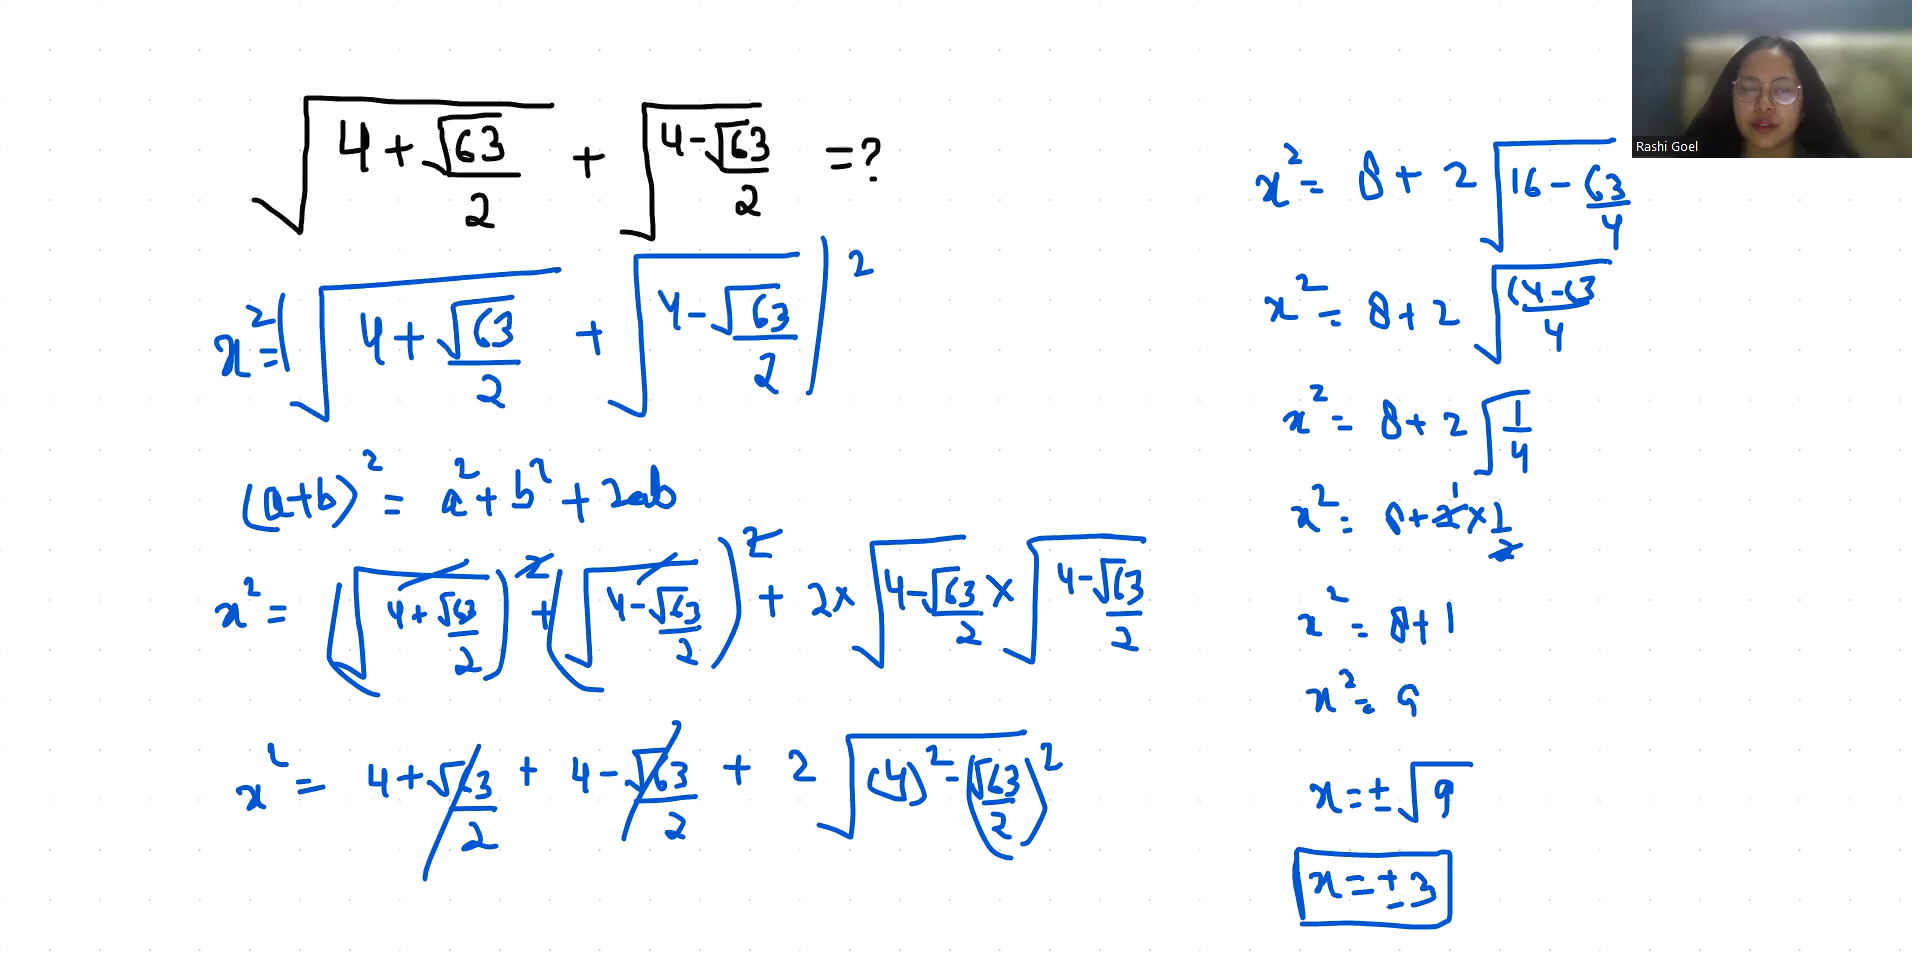 √(4 + √63/2) + √(4 - √63/2) = ?
x² = (√(4 + √63/2) + √(4 - √63/2))²
(a+b)² = a² + b² + 2ab
x² = (√(4 + √63/2))² + (√(4 - √63/2))² + 2 × √(4 - √63/2) × √(4 - √63/2)
x² = 4 + √63/2 + 4 - √63/2 + 2 √((4)² - (√63/2)²)
x² = 8 + 2 √(16 - 63/4)
x² = 8 + 2 √((64 - 63)/4)
x² = 8 + 2 √(1/4)
x² = 8 + 2 × 1/2
1
x² = 8 + 1
x² = 9
x = ± √9
x = ± 3
Rashi Goel